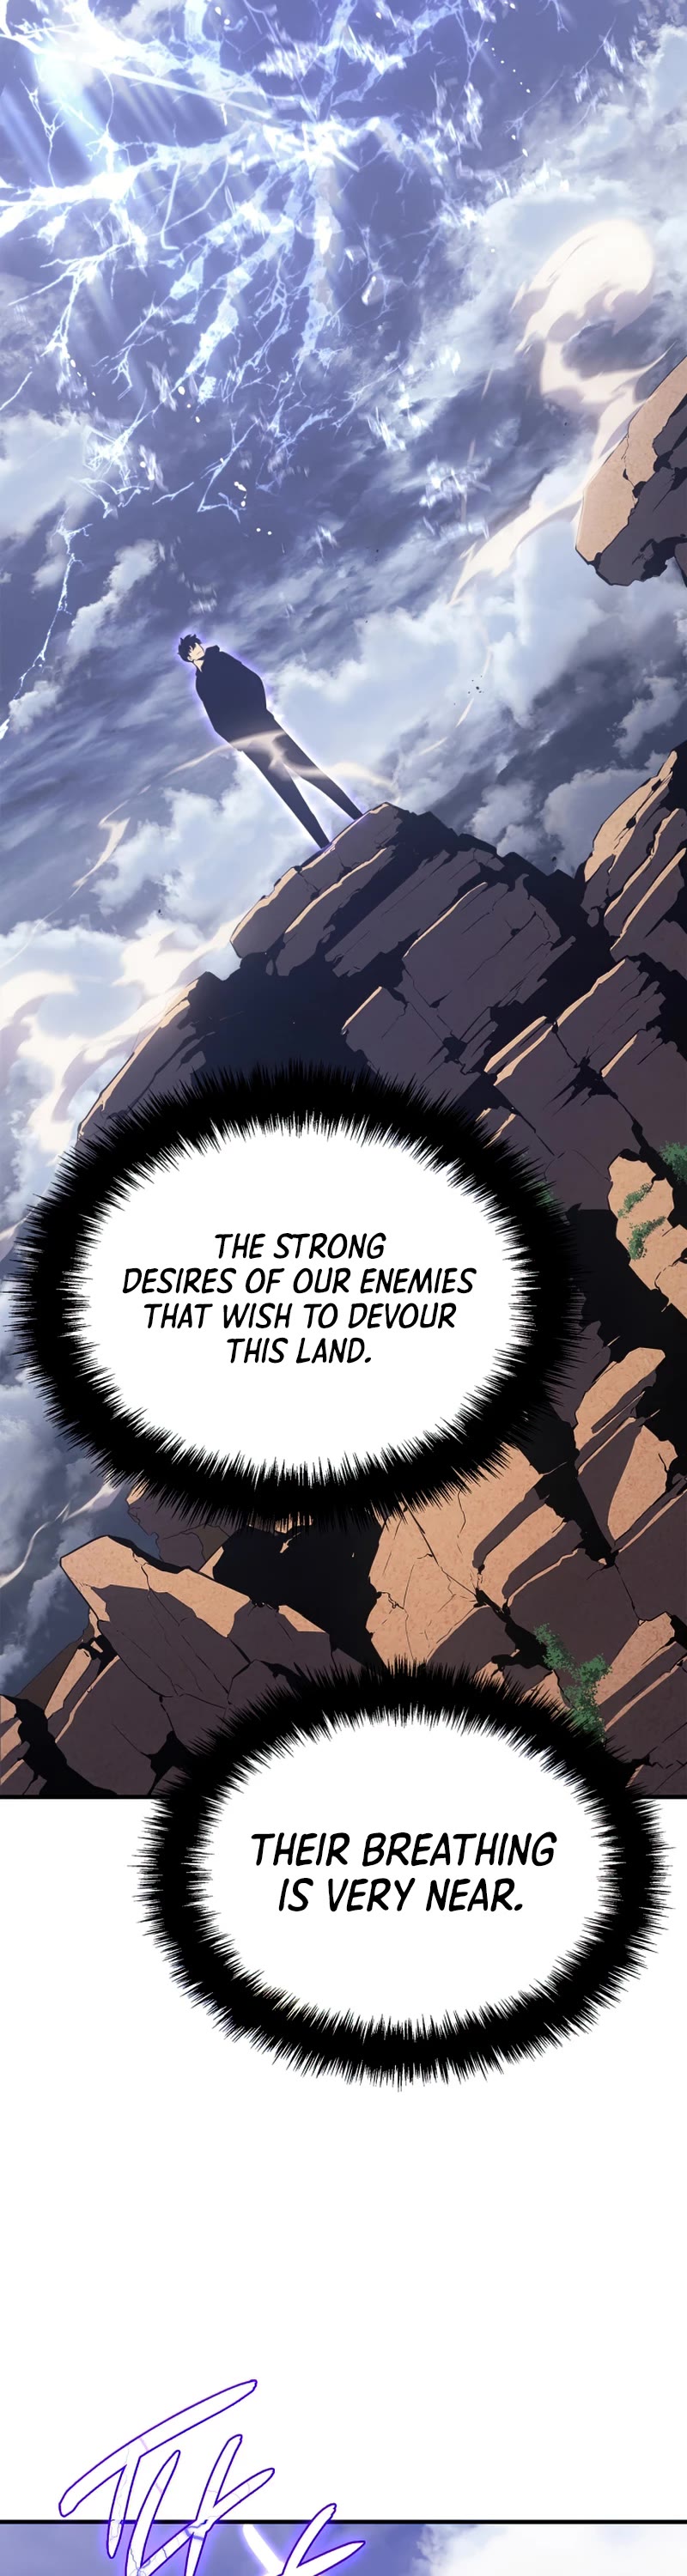 THE STRONG
DESIRES OF OUR ENEMIES
THAT WISH TO DEVOUR
THIS LAND.
THEIR BREATHING
IS VERY NEAR.